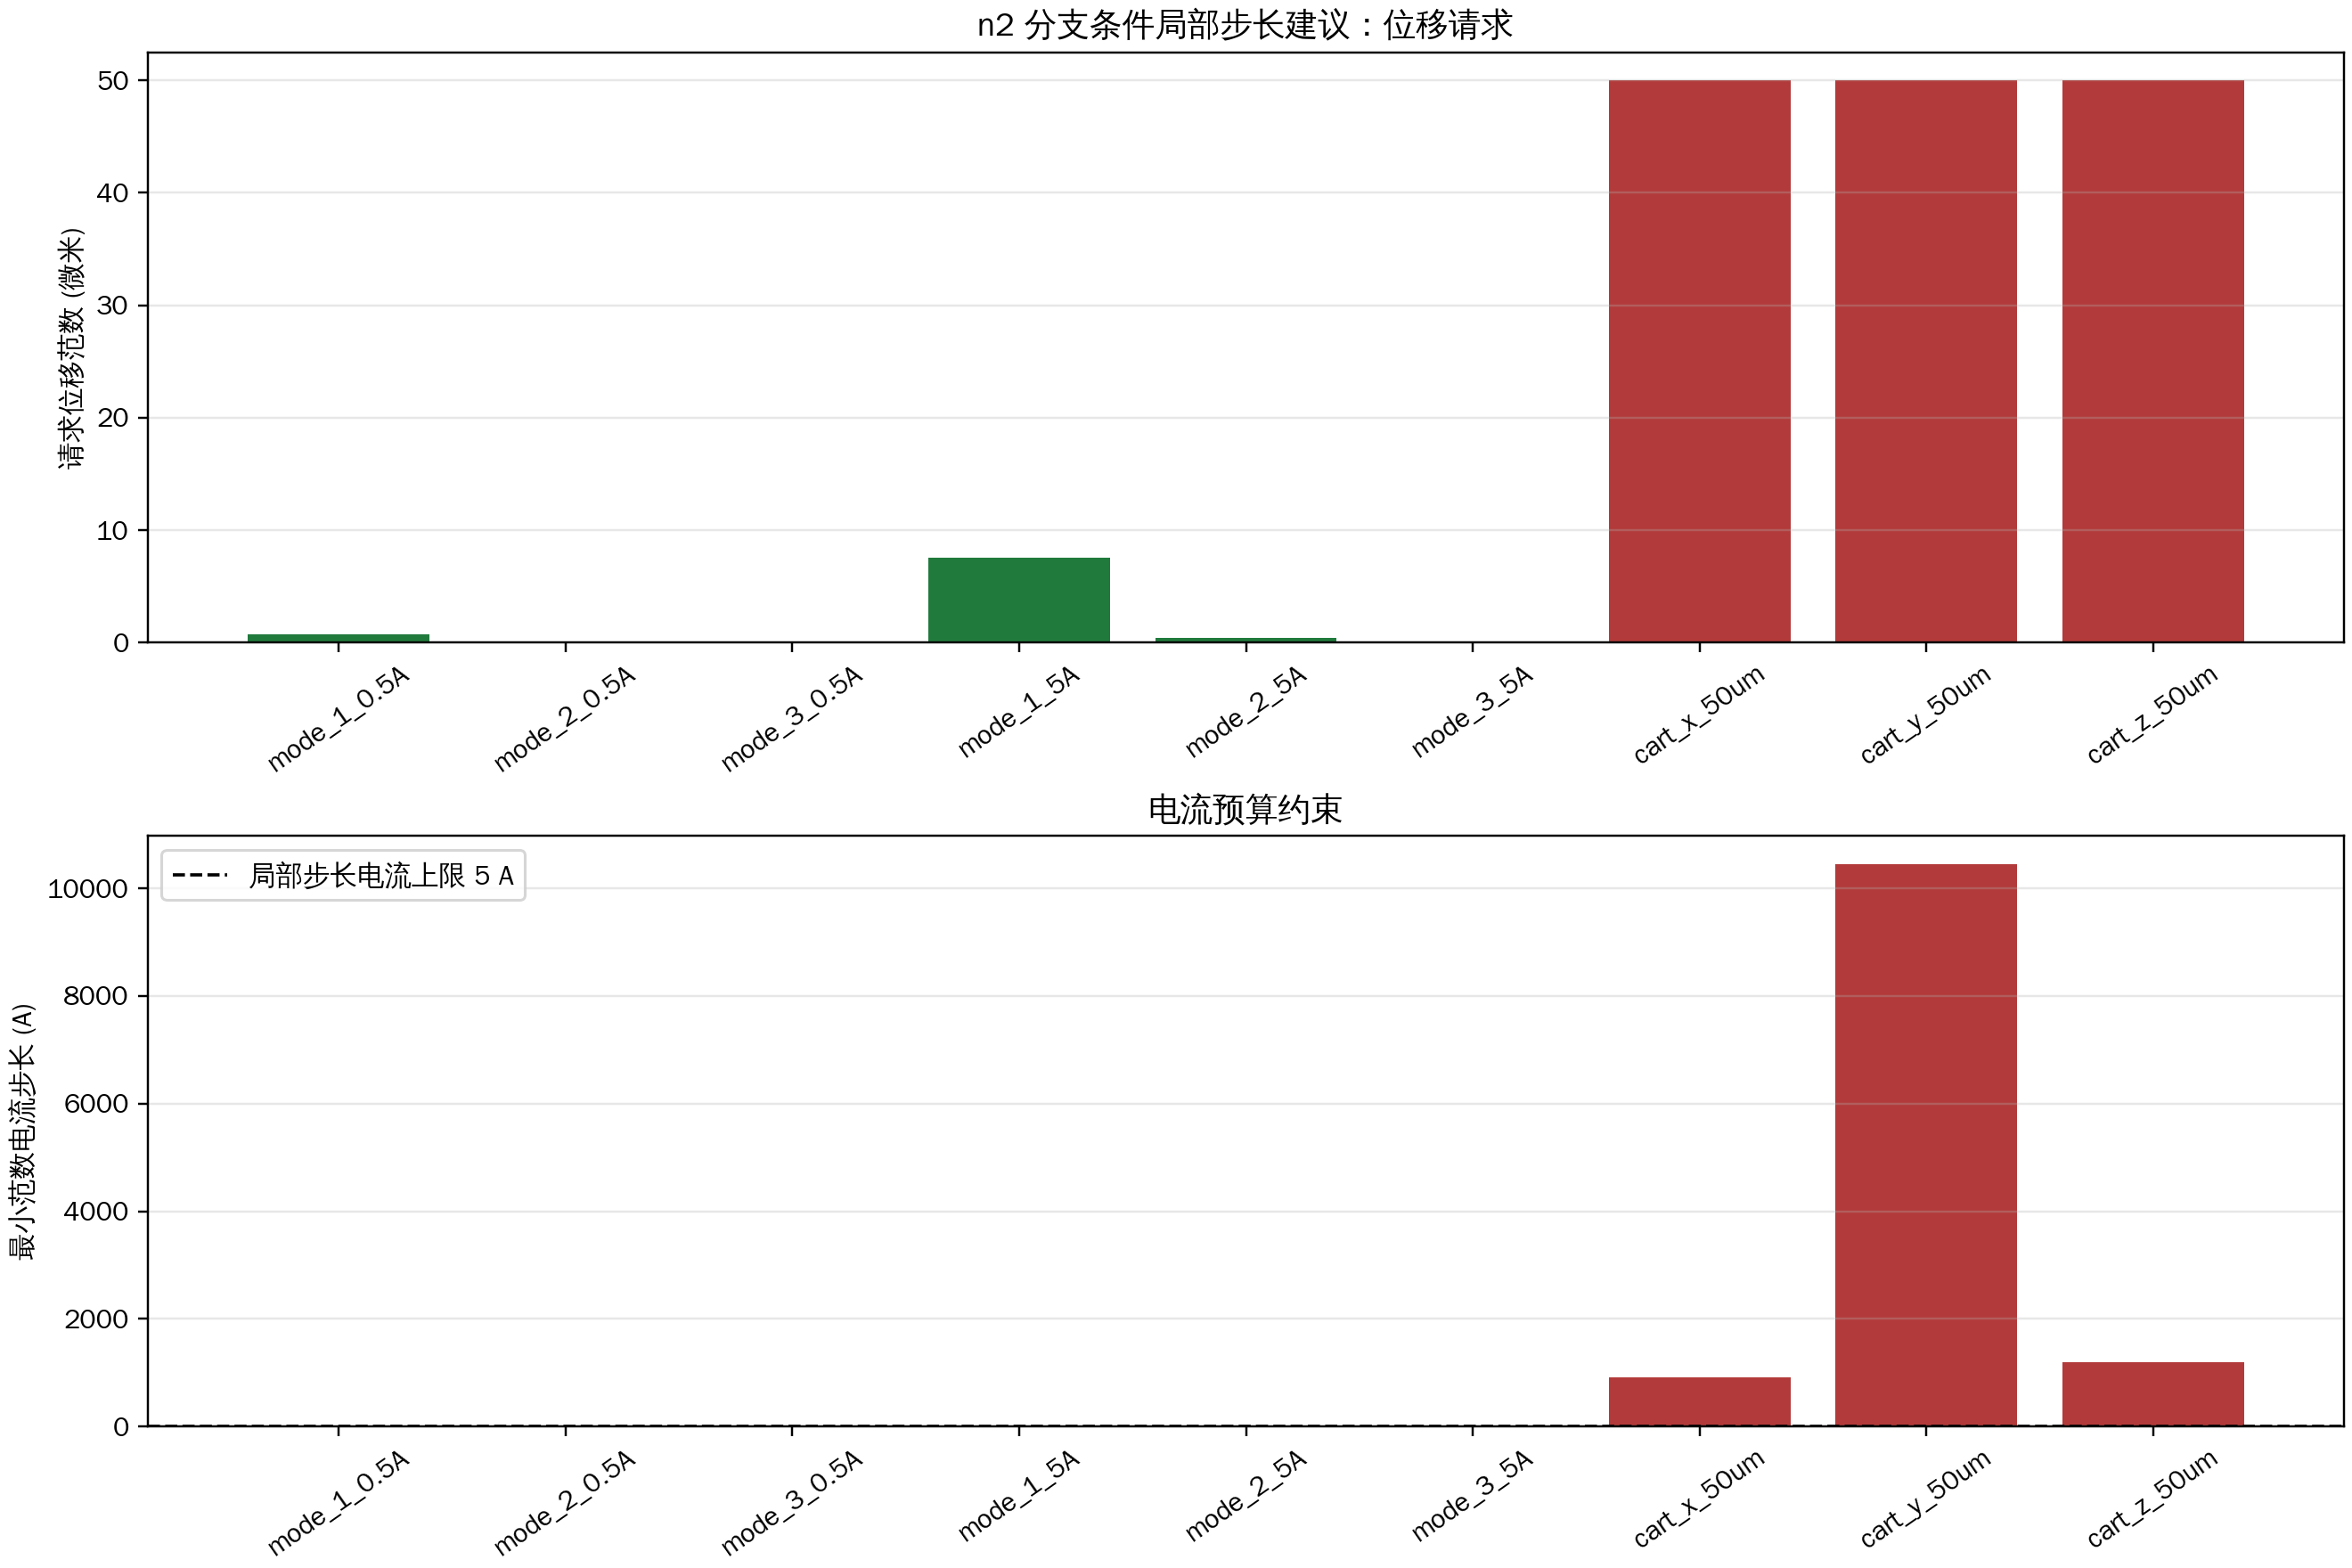 n2 分支条件局部步长建议：位移请求
请求位移范数 (微米)
50
40
30
20
10
0
mode_1_0.5A
mode_2_0.5A
mode_3_0.5A
mode_1_5A
mode_2_5A
mode_3_5A
cart_x_50um
cart_y_50um
cart_z_50um
电流预算约束
局部步长电流上限 5 A
最小范数电流步长 (A)
10000
8000
6000
4000
2000
0
mode_1_0.5A
mode_2_0.5A
mode_3_0.5A
mode_1_5A
mode_2_5A
mode_3_5A
cart_x_50um
cart_y_50um
cart_z_50um